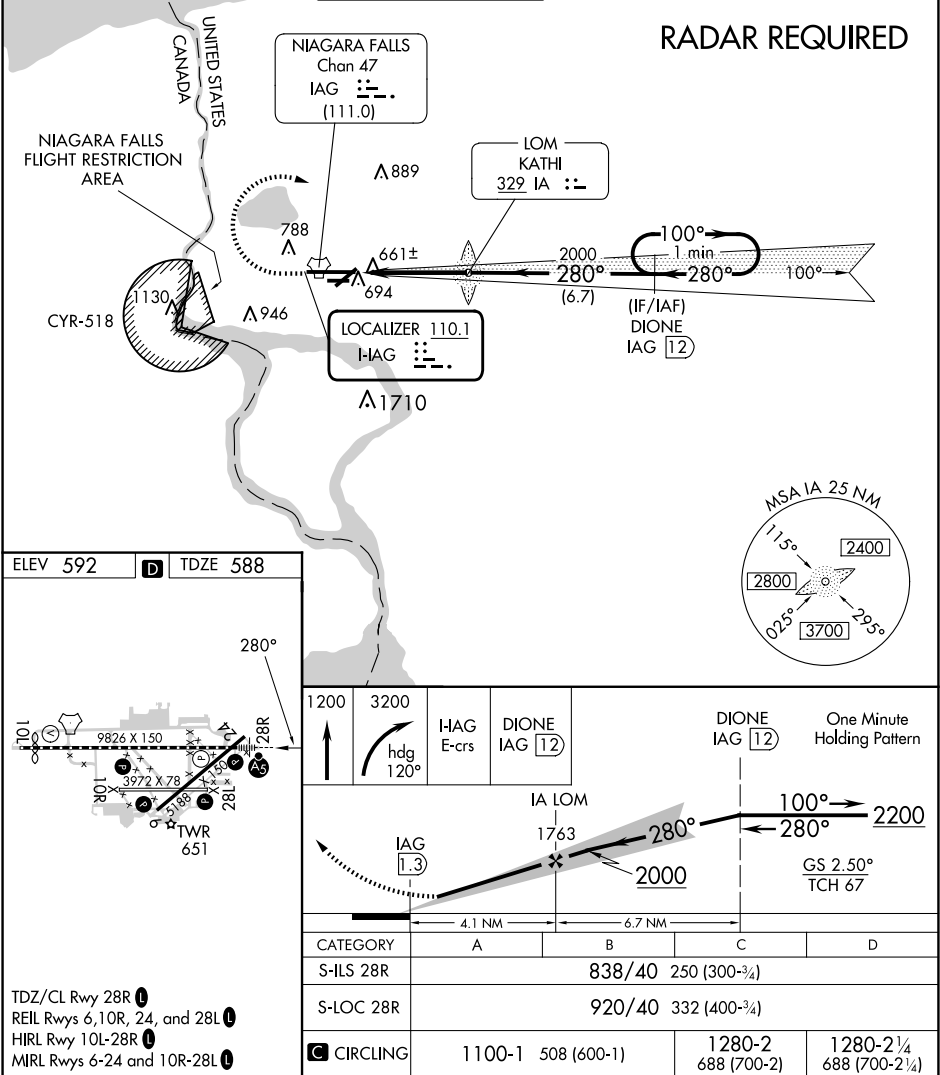 RADAR REQUIRED
UNITED STATES
CANADA
NIAGARA FALLS
Chan 47
IAG
(111.0)
NIAGARA FALLS
FLIGHT RESTRICTION
AREA
LOM
KATHI
329 IA
889
788
661±
694
2000
280°
(6.7)
100°
1 min
280°
100°
(IF/IAF)
DIONE
IAG 12
1130
CYR-518
946
LOCALIZER 110.1
I-IAG
1710
MSA IA 25 NM
115°
2400
2800
025°
3700
295°
ELEV 592
D
TDZE 588
280°
10L
V
9826 X 150
24
28R
P
P
P
A5
10R
3972 X 78
5188 X 150
28L
P
P
6
TWR
651
TDZ/CL Rwy 28R L
REIL Rwys 6,10R, 24, and 28L L
HIRL Rwy 10L-28R L
MIRL Rwys 6-24 and 10R-28L L
1200
3200
hdg
120°
I-IAG
E-crs
DIONE
IAG 12
DIONE
IAG 12
One Minute
Holding Pattern
IA LOM
1763
280°
100°
280°
2200
IAG
1.3
2000
GS 2.50°
TCH 67
4.1 NM
6.7 NM
CATEGORY A B C D
S-ILS 28R 838/40 250 (300-¾)
S-LOC 28R 920/40 332 (400-¾)
C CIRCLING 1100-1 508 (600-1)
1280-2
688 (700-2)
1280-2¼
688 (700-2¼)